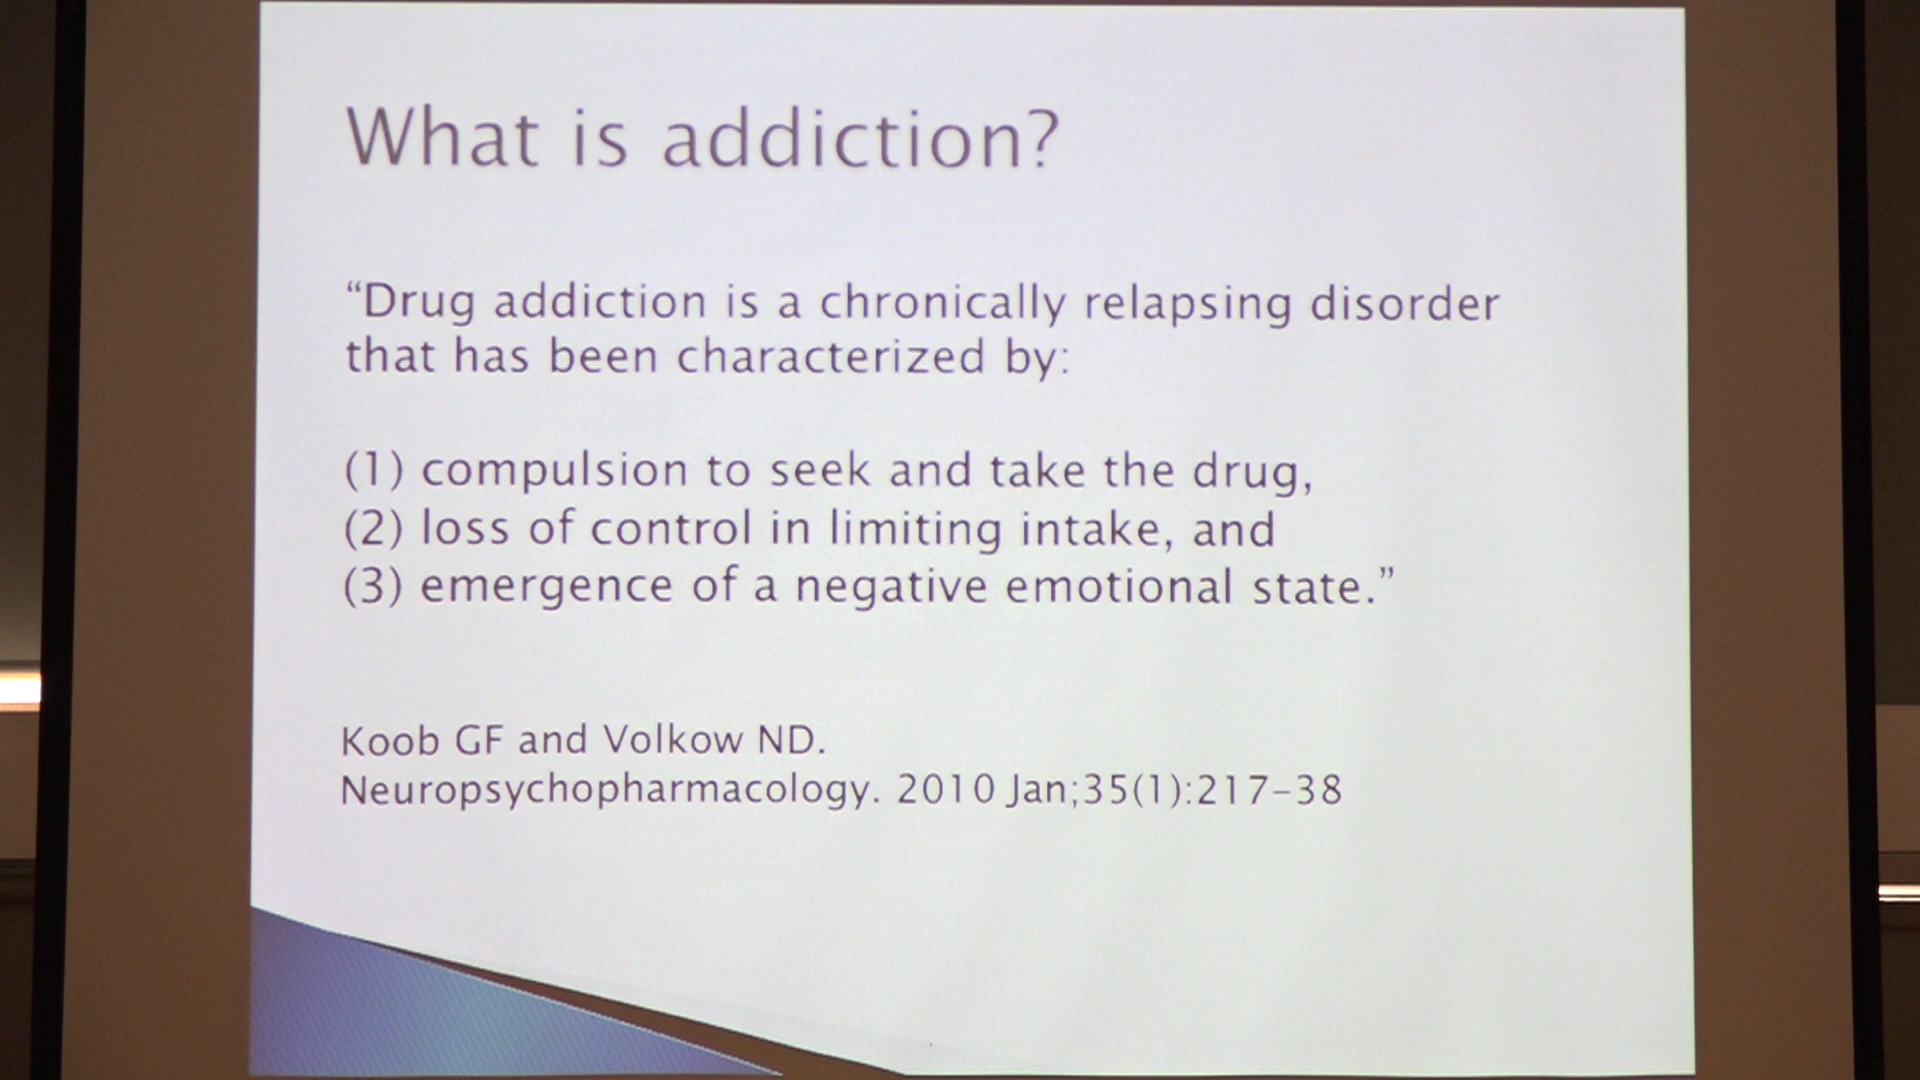 What is addiction?
“Drug addiction is a chronically relapsing disorder
that has been characterized by:
(1) compulsion to seek and take the drug,
(2) loss of control in limiting intake, and
(3) emergence of a negative emotional state.”
Koob GF and Volkow ND.
Neuropsychopharmacology. 2010 Jan;35(1):217-38